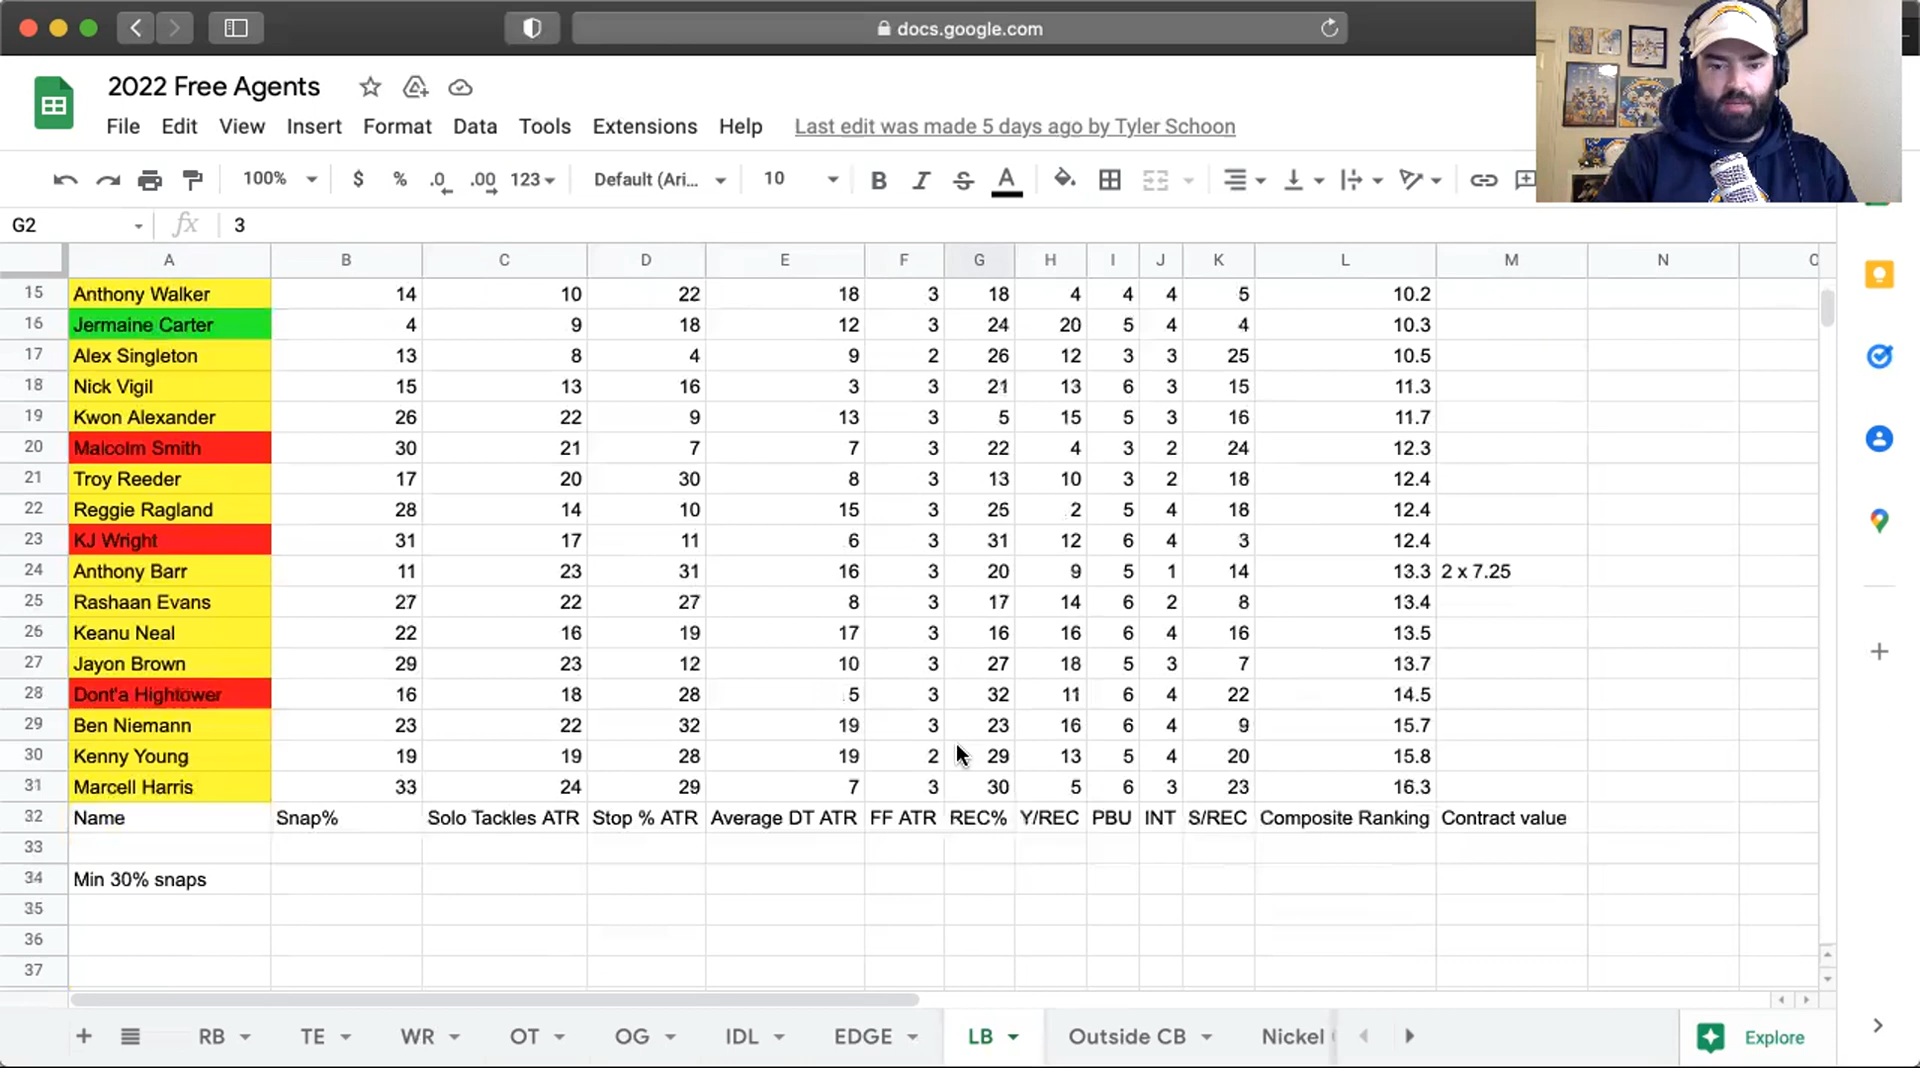 docs.google.com
2022 Free Agents
File Edit View Insert Format Data Tools Extensions Help Last edit was made 5 days ago by Tyler Schoon
100% $ % .0 .00 123 Default (Ari... 10 B I S A
G2 fx 3
A B C D E F G H I J K L M N
15 Anthony Walker 14 10 22 18 3 18 4 4 4 5 10.2
16 Jermaine Carter 4 9 18 12 3 24 20 5 4 4 10.3
17 Alex Singleton 13 8 4 9 2 26 12 3 3 25 10.5
18 Nick Vigil 15 13 16 3 3 21 13 6 3 15 11.3
19 Kwon Alexander 26 22 9 13 3 5 15 5 3 16 11.7
20 Malcolm Smith 30 21 7 7 3 22 4 3 2 24 12.3
21 Troy Reeder 17 20 30 8 3 13 10 3 2 18 12.4
22 Reggie Ragland 28 14 10 15 3 25 2 5 4 18 12.4
23 KJ Wright 31 17 11 6 3 31 12 6 4 3 12.4
24 Anthony Barr 11 23 31 16 3 20 9 5 1 14 13.3 2 x 7.25
25 Rashaan Evans 27 22 27 8 3 17 14 6 2 8 13.4
26 Keanu Neal 22 16 19 17 3 16 16 6 4 16 13.5
27 Jayon Brown 29 23 12 10 3 27 18 5 3 7 13.7
28 Dont'a Hightower 16 18 28 5 3 32 11 6 4 22 14.5
29 Ben Niemann 23 22 32 19 3 23 16 6 4 9 15.7
30 Kenny Young 19 19 28 19 2 29 13 5 4 20 15.8
31 Marcell Harris 33 24 29 7 3 30 5 6 3 23 16.3
32 Name Snap% Solo Tackles ATR Stop % ATR Average DT ATR FF ATR REC% Y/REC PBU INT S/REC Composite Ranking Contract value
33
34 Min 30% snaps
35
36
37
RB TE WR OT OG IDL EDGE LB Outside CB Nickel Explore